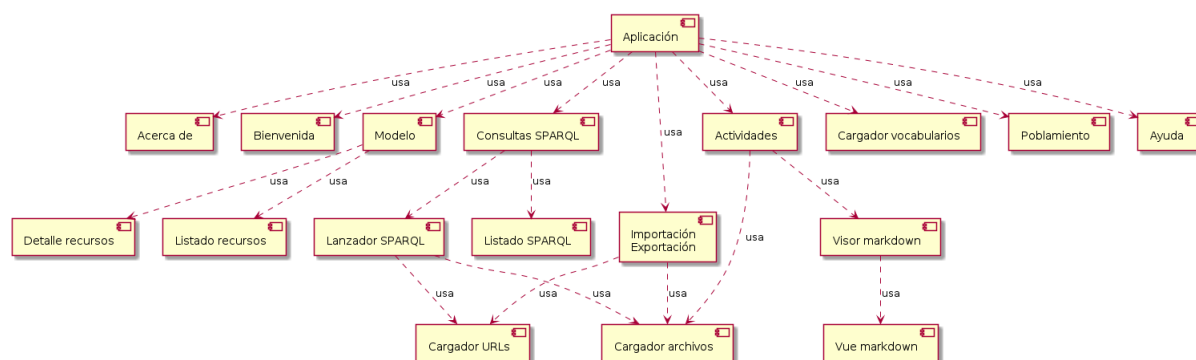 Aplicación
usa
usa
usa
usa
usa
usa
usa
usa
usa
Acerca de
Bienvenida
Modelo
Consultas SPARQL
Actividades
Cargador vocabularios
Poblamiento
Ayuda
usa
usa
usa
usa
usa
usa
Detalle recursos
Listado recursos
Lanzador SPARQL
Listado SPARQL
Importación
Exportación
Visor markdown
usa
usa
usa
usa
usa
Cargador URLs
Cargador archivos
Vue markdown